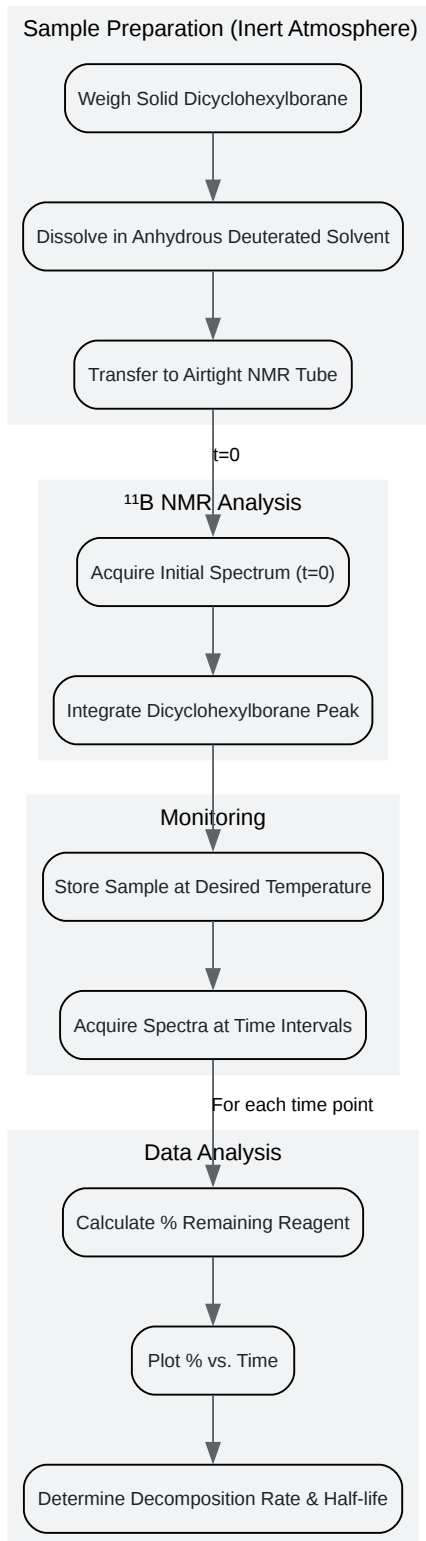 Sample Preparation (Inert Atmosphere)
Weigh Solid Dicyclohexylborane
Dissolve in Anhydrous Deuterated Solvent
Transfer to Airtight NMR Tube
t=0
¹¹B NMR Analysis
Acquire Initial Spectrum (t=0)
Integrate Dicyclohexylborane Peak
Monitoring
Store Sample at Desired Temperature
Acquire Spectra at Time Intervals
For each time point
Data Analysis
Calculate % Remaining Reagent
Plot % vs. Time
Determine Decomposition Rate & Half-life